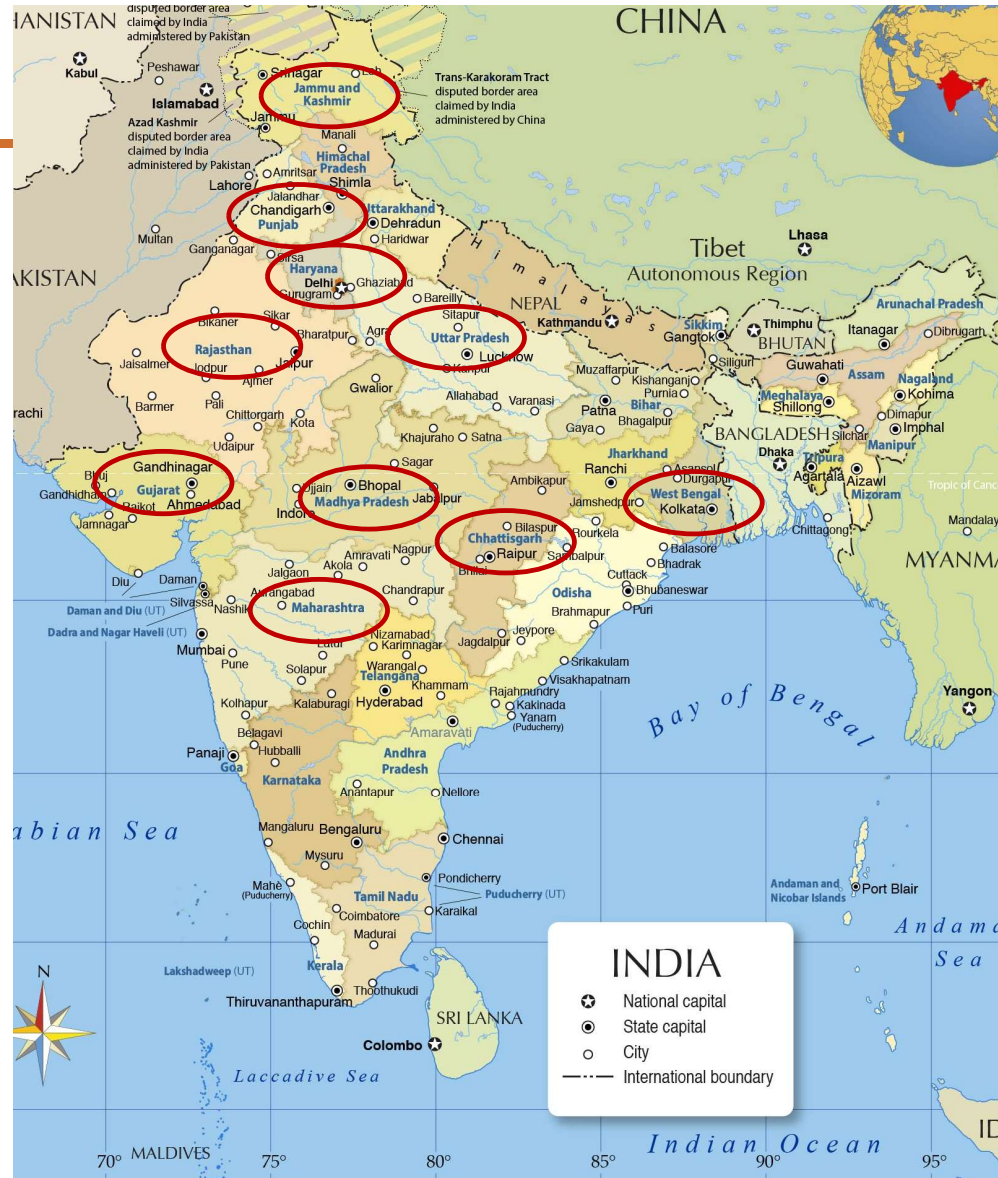 disputed border area
claimed by India
administered by Pakistan
HANISTAN
CHINA
Kabul
Peshawar
Islamabad
Srinagar
Leh
Jammu and
Kashmir
Trans-Karakoram Tract
disputed border area
claimed by India
administered by China
Azad Kashmir
disputed border area
claimed by India
administered by Pakistan
Jammu
Manali
Himachal
Pradesh
Amritsar
Lahore
Shimla
Jalandhar
Chandigarh
Punjab
Uttarakhand
Dehradun
Haridwar
Multan
Ganganagar
Sirsa
Haryana
Delhi
Ghaziabad
Gurugram
AKISTAN
Tibet
Autonomous Region
Lhasa
Himalayas
NEPAL
Kathmandu
Bareilly
Sitapur
Uttar Pradesh
Lucknow
Kanpur
Bikaner
Sikar
Bharatpur
Agra
Rajasthan
Jaipur
Jaisalmer
Jodpur
Ajmer
Sikkim
Gangtok
Thimphu
BHUTAN
Siliguri
Arunachal Pradesh
Itanagar
Dibrugarh
Guwahati
Assam
Nagaland
Kohima
Meghalaya
Shillong
Dimapur
Imphal
Silchar
Manipur
rachi
Barmer
Pali
Chittorgarh
Kota
Udaipur
Gwalior
Allahabad
Varanasi
Muzaffarpur
Kishanganj
Purnia
Patna
Bihar
Gaya
Bhagalpur
Khajuraho
Satna
BANGLADESH
Dhaka
Tripura
Agartala
Aizawl
Mizoram
Tropic of Canc
Jharkhand
Ranchi
Asansol
Durgapur
Jamshedpur
West Bengal
Kolkata
Sagar
Ambikapur
Gandhinagar
Bhuj
Gandhidham
Gujarat
Ahmedabad
Rajkot
Jamnagar
Ujjain
Bhopal
Madhya Pradesh
Jabalpur
Indore
Bilaspur
Chhattisgarh
Raipur
Bhilai
Rourkela
Sambalpur
Balasore
Bhadrak
Chittagong
Mandalay
MYANMA
Diu
Daman
Daman and Diu (UT)
Silvassa
Dadra and Nagar Haveli (UT)
Jalgaon
Akola
Amravati
Nagpur
Aurangabad
Nashik
Maharashtra
Chandrapur
Cuttack
Bhubaneswar
Odisha
Puri
Brahmapur
Mumbai
Pune
Latur
Solapur
Nizamabad
Karimnagar
Warangal
Telangana
Khammam
Hyderabad
Jagdalpur
Jeypore
Srikakulam
Visakhapatnam
Rajahmundry
Kakinada
Yanam
(Puducherry)
Amaravati
Kolhapur
Kalaburagi
Belagavi
Hubballi
Panaji
Goa
Karnataka
Andhra
Pradesh
Anantapur
Nellore
Bay of Bengal
Yangon
abian Sea
Mangaluru
Bengaluru
Chennai
Mysuru
Mahè
(Puducherry)
Pondicherry
Puducherry (UT)
Tamil Nadu
Coimbatore
Karaikal
Cochin
Madurai
Kerala
Lakshadweep (UT)
Thiruvananthapuram
Thoothukudi
Andaman and
Nicobar Islands
Port Blair
Andama
Sea
N
SRI LANKA
Colombo
Laccadive Sea
INDIA
National capital
State capital
City
International boundary
MALDIVES
Indian Ocean
ID
70°
75°
80°
85°
90°
95°